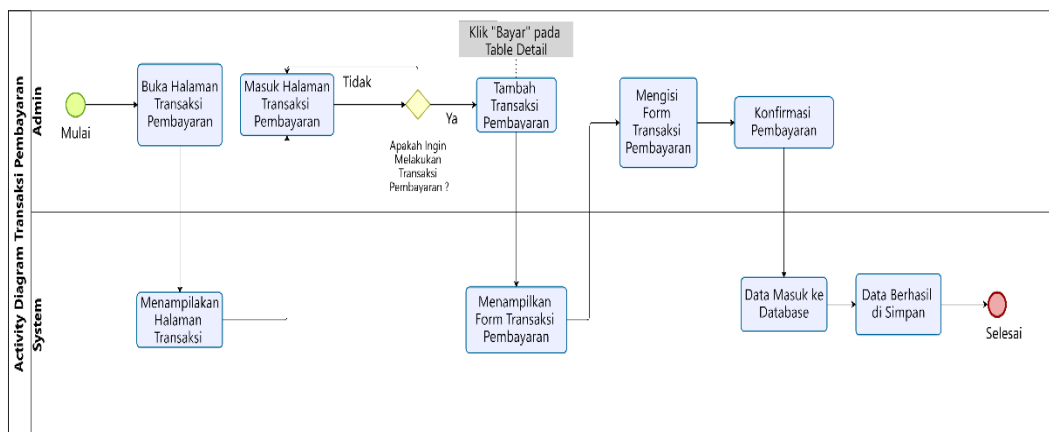 Activity Diagram Transaksi Pembayaran
Admin
Mulai
Buka Halaman
Transaksi
Pembayaran
Masuk Halaman
Transaksi
Pembayaran
Tidak
Apakah Ingin
Melakukan
Transaksi
Pembayaran ?
Ya
Klik "Bayar" pada
Table Detail
Tambah
Transaksi
Pembayaran
Mengisi
Form
Transaksi
Pembayaran
Konfirmasi
Pembayaran
System
Menampilakan
Halaman
Transaksi
Menampilkan
Form Transaksi
Pembayaran
Data Masuk ke
Database
Data Berhasil
di Simpan
Selesai